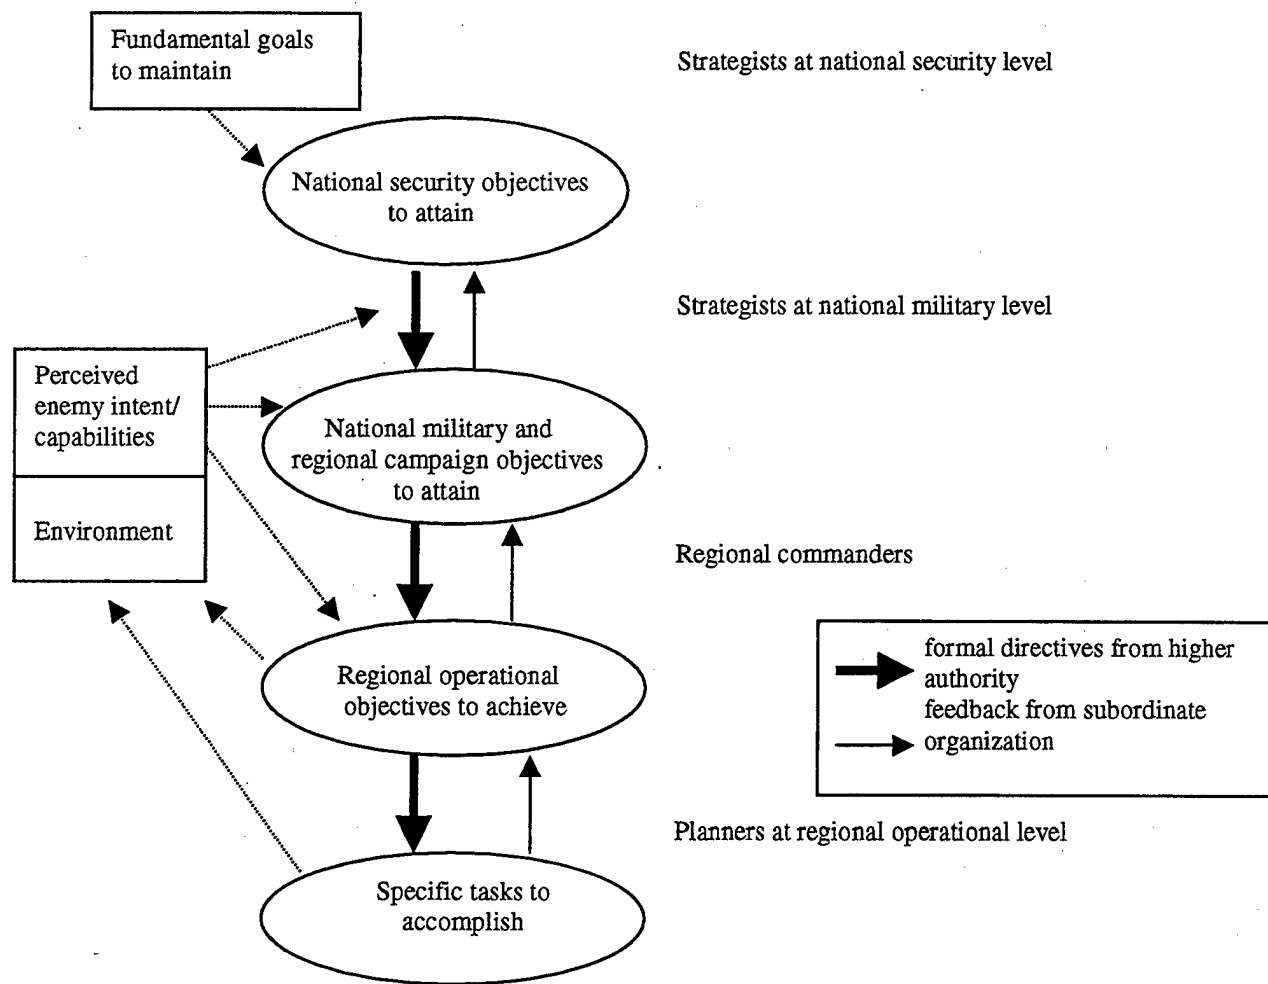 Fundamental goals
to maintain
Strategists at national security level
National security objectives
to attain
Strategists at national military level
Perceived
enemy intent/
capabilities
National military and
regional campaign objectives
to attain
Environment
Regional commanders
formal directives from higher
authority
feedback from subordinate
organization
Regional operational
objectives to achieve
Planners at regional operational level
Specific tasks to
accomplish